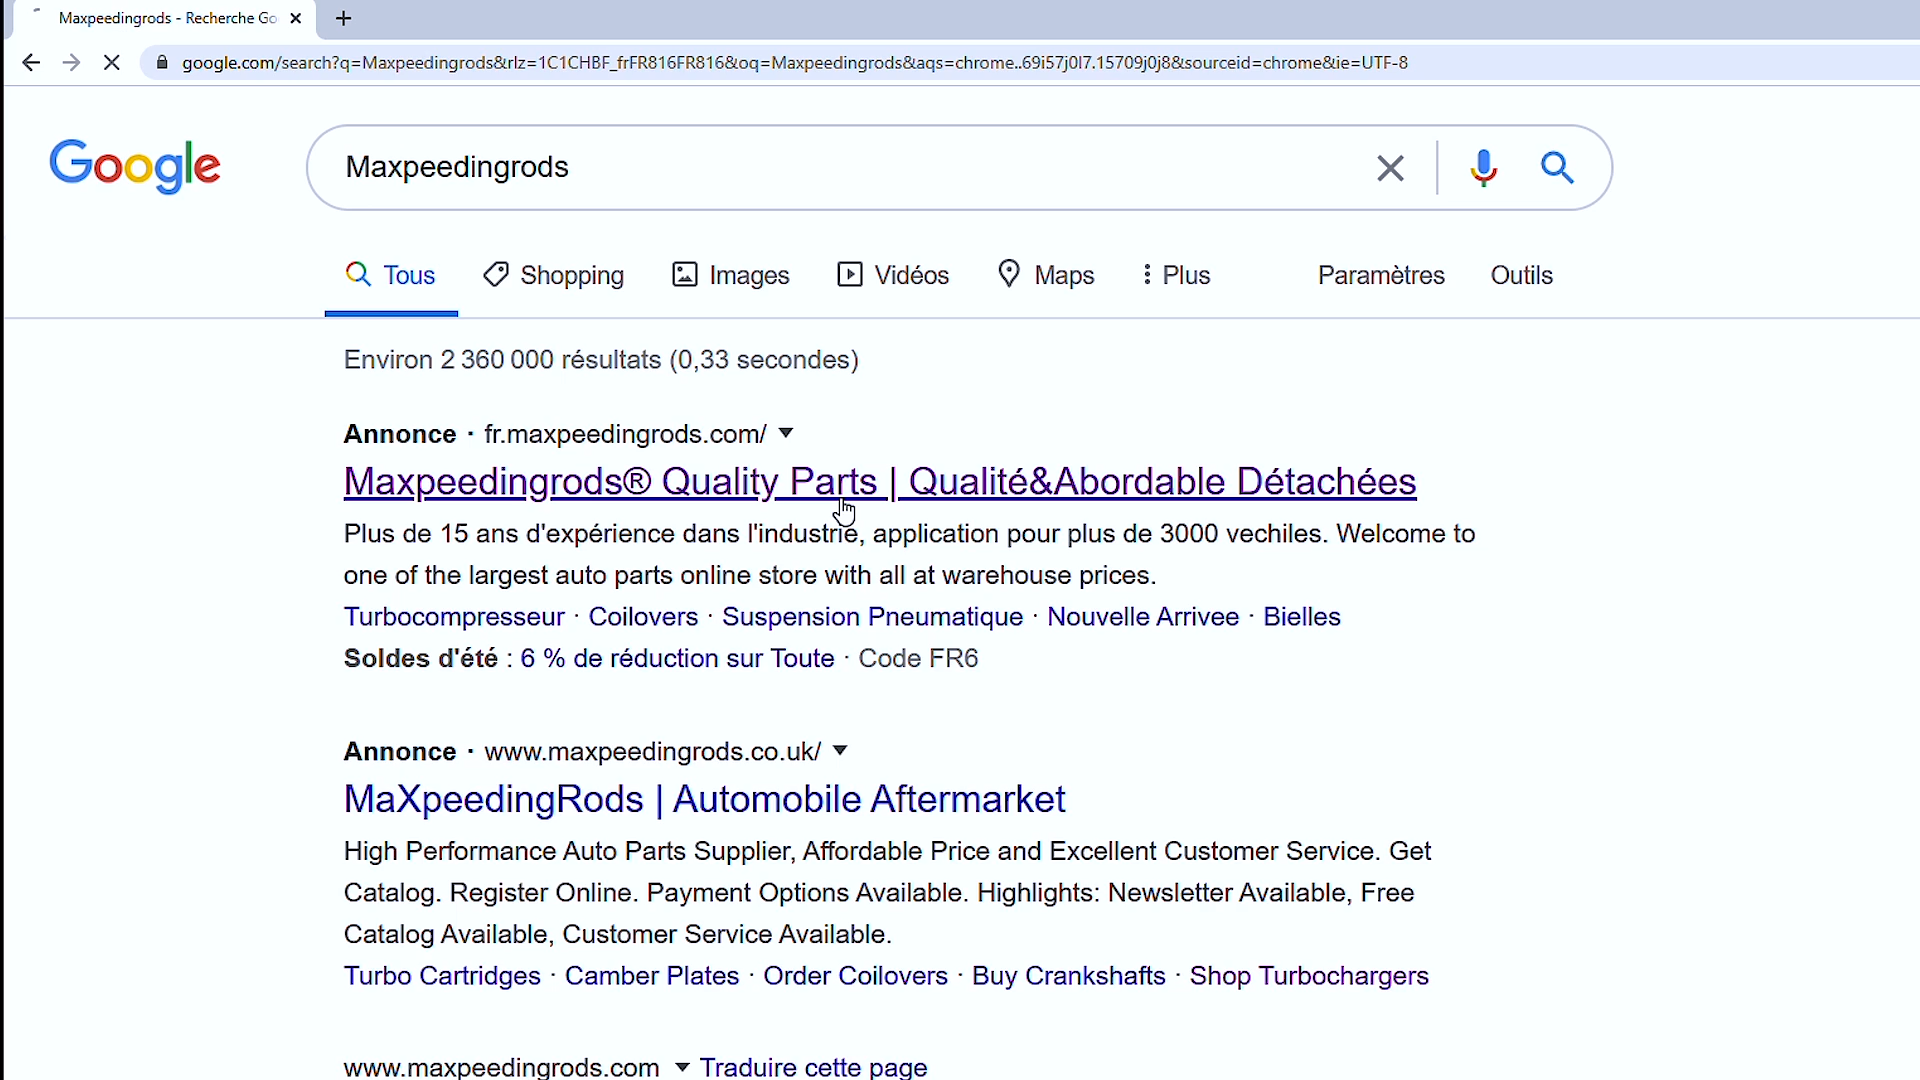 Maxpeedingrods - Recherche Go
google.com/search?q=Maxpeedingrods&rlz=1C1CHBF_frFR816FR816&oq=Maxpeedingrods&aqs=chrome..69i57j0l7.15709j0j8&sourceid=chrome&ie=UTF-8
Google
Maxpeedingrods
Tous Shopping Images Vidéos Maps Plus Paramètres Outils
Environ 2 360 000 résultats (0,33 secondes)
Annonce · fr.maxpeedingrods.com/
Maxpeedingrods® Quality Parts | Qualité&Abordable Détachées
Plus de 15 ans d'expérience dans l'industrie, application pour plus de 3000 vechiles. Welcome to
one of the largest auto parts online store with all at warehouse prices.
Turbocompresseur · Coilovers · Suspension Pneumatique · Nouvelle Arrivee · Bielles
Soldes d'été : 6 % de réduction sur Toute · Code FR6
Annonce · www.maxpeedingrods.co.uk/
MaXpeedingRods | Automobile Aftermarket
High Performance Auto Parts Supplier, Affordable Price and Excellent Customer Service. Get
Catalog. Register Online. Payment Options Available. Highlights: Newsletter Available, Free
Catalog Available, Customer Service Available.
Turbo Cartridges · Camber Plates · Order Coilovers · Buy Crankshafts · Shop Turbochargers
www.maxpeedingrods.com Traduire cette page